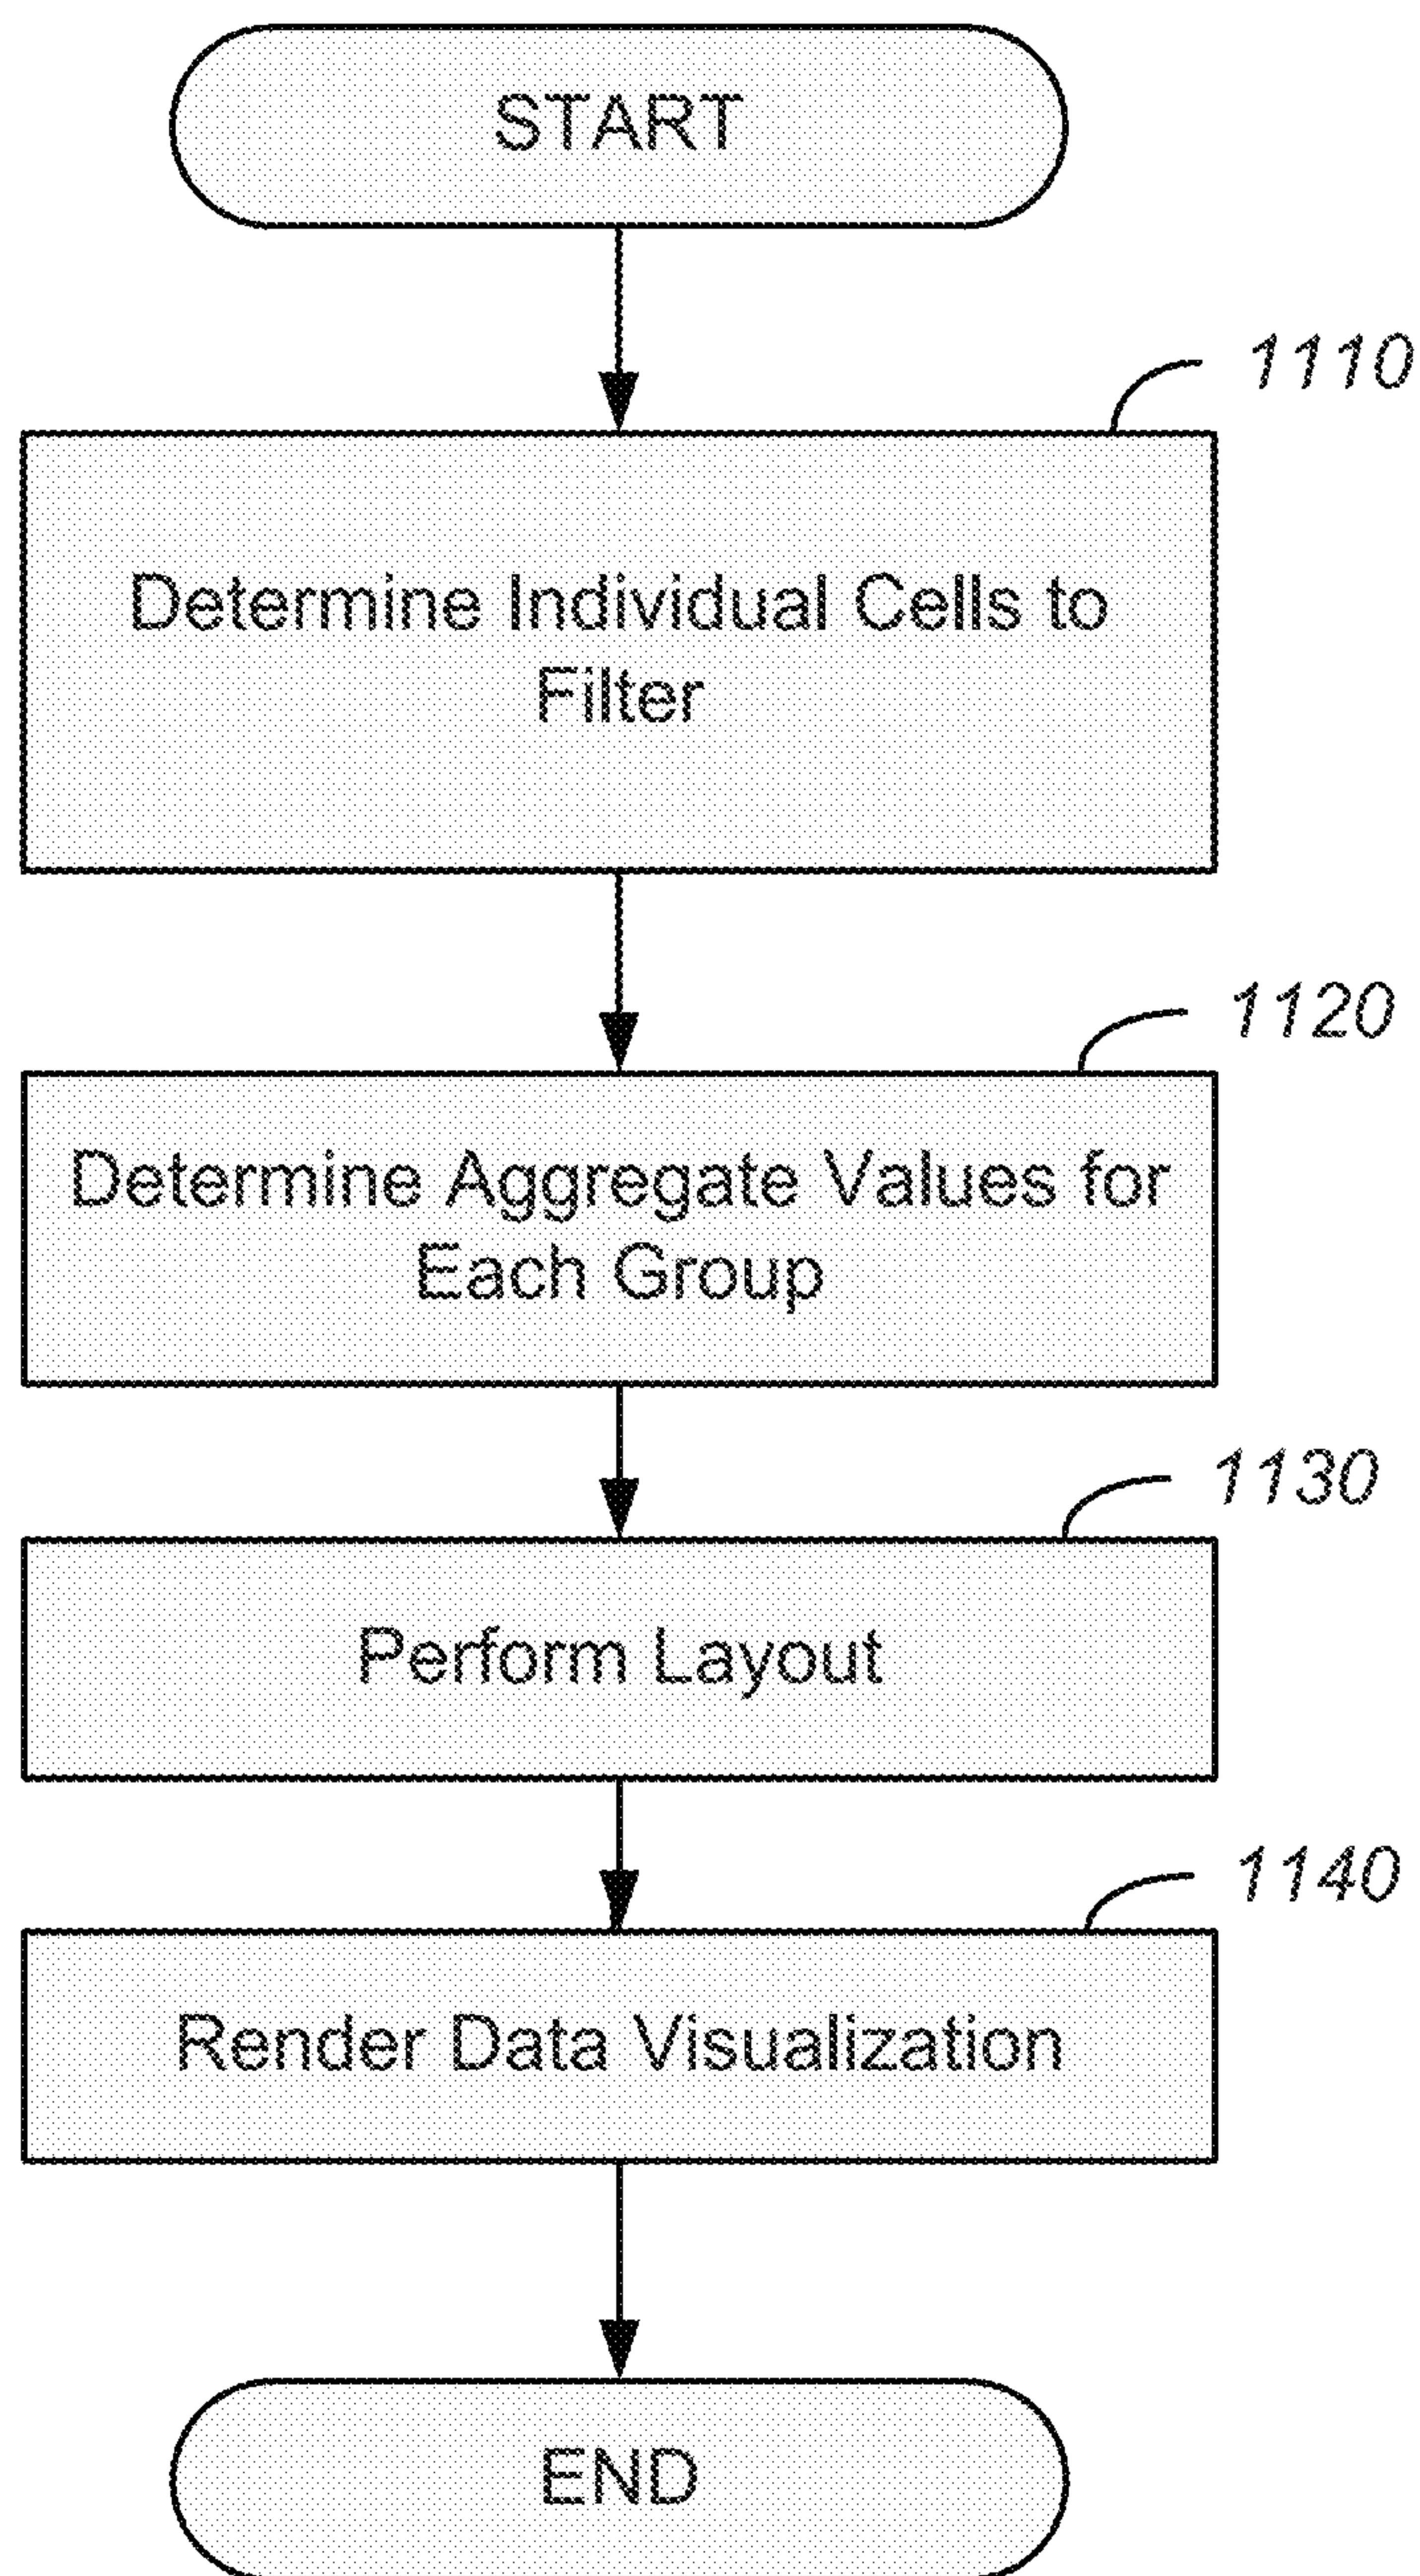 START
1110
Determine Individual Cells to
Filter
1120
Determine Aggregate Values for
Each Group
1130
Perform Layout
1140
Render Data Visualization
END